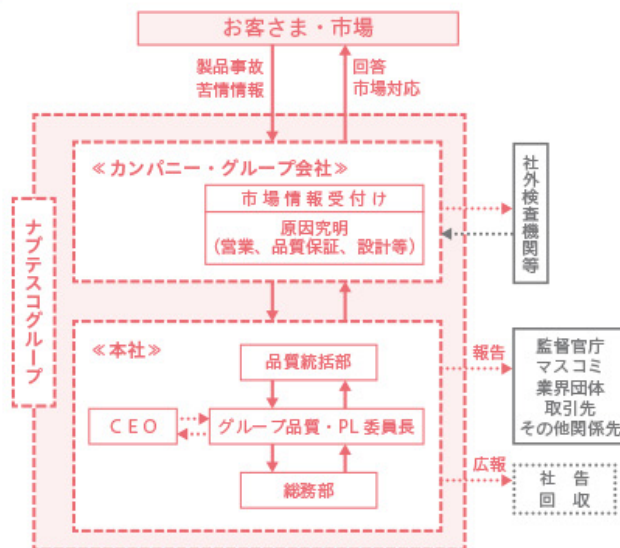 お客さま・市場
製品事故
苦情情報
回答
市場対応
≪カンパニー・グループ会社≫
市場情報受付け
原因究明
(営業、品質保証、設計等)
社外検査機関等
ナブテスコグループ
≪本社≫
品質統括部
CEO
グループ品質・PL委員長
総務部
報告
監督官庁
マスコミ
業界団体
取引先
その他関係先
広報
社 告
回 収